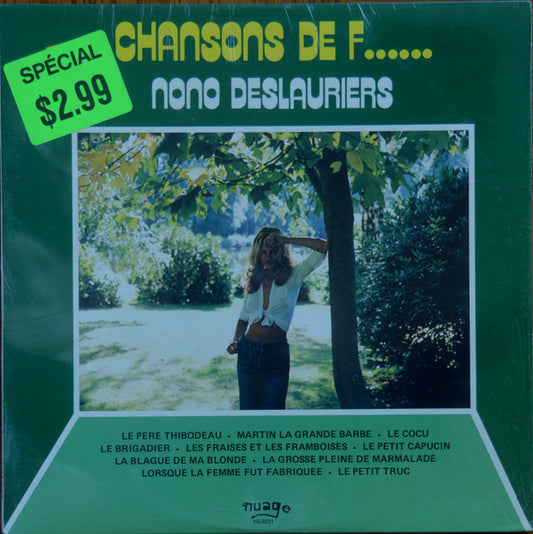 CHANSONS DE F......
NONO DESLAURIERS
SPÉCIAL
$2.99
LE PERE THIBODEAU • MARTIN LA GRANDE BARBE • LE COCU
LE BRIGADIER • LES FRAISES ET LES FRAMBOISES • LE PETIT CAPUCIN
LA BLAGUE DE MA BLONDE • LA GROSSE PLEINE DE MARMALADE
LORSQUE LA FEMME FUT FABRIQUEE • LE PETIT TRUC
nuage
NS-6021